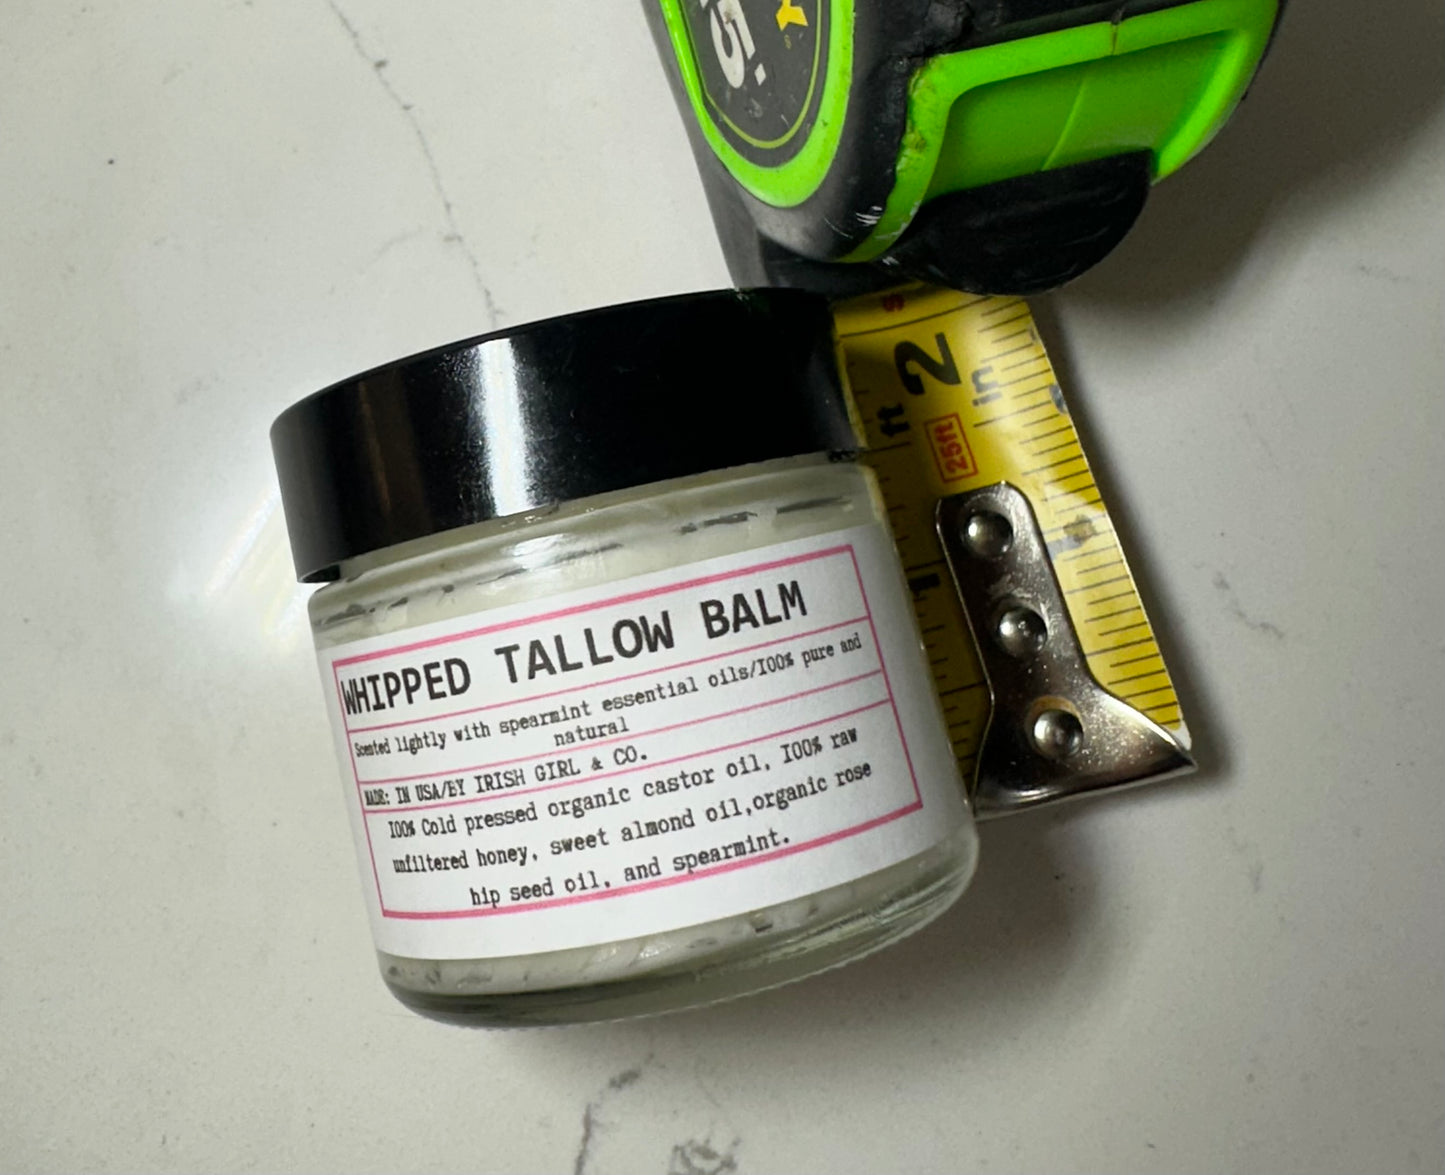 5.
2
in
ft
25ft
1
WHIPPED TALLOW BALM
Scented lightly with spearmint essential oils/100% pure and
natural
MADE: IN USA/BY IRISH GIRL & CO.
100% Cold pressed organic castor oil, 100% raw
unfiltered honey, sweet almond oil,organic rose
hip seed oil, and spearmint.